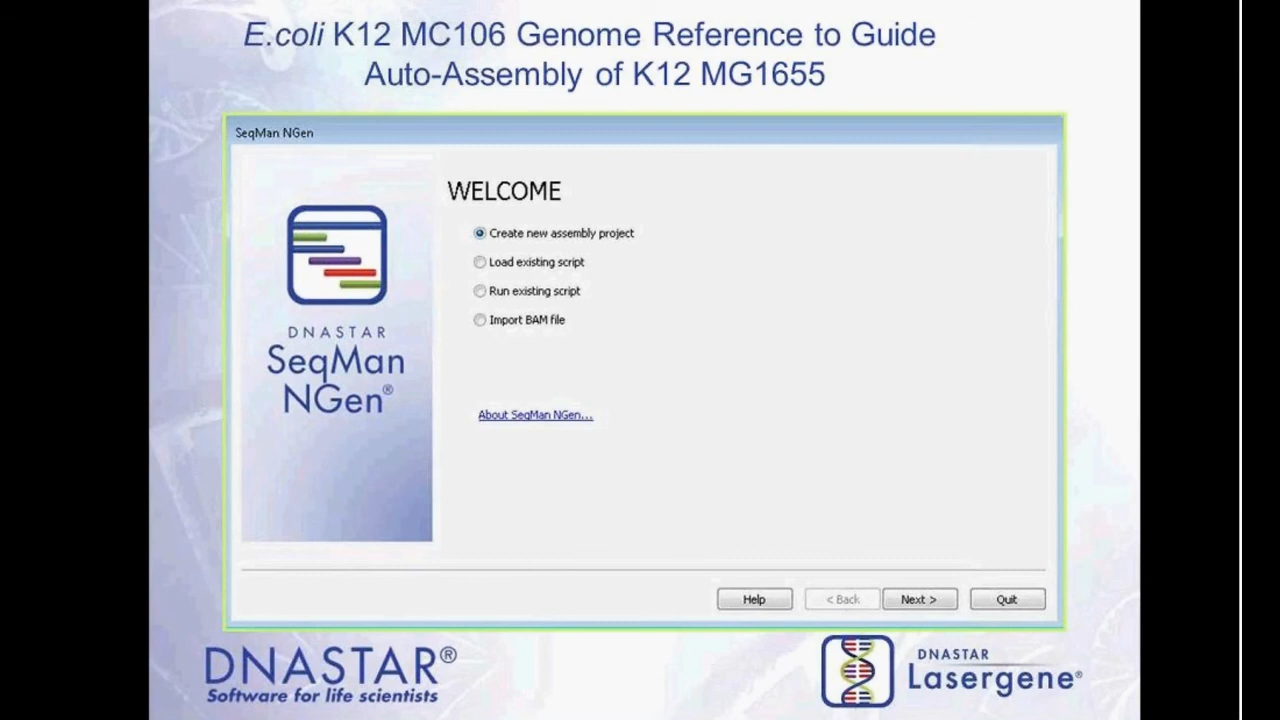 E.coli K12 MC106 Genome Reference to Guide
Auto-Assembly of K12 MG1655
SeqMan NGen
WELCOME
Create new assembly project
Load existing script
Run existing script
Import BAM file
DNASTAR
SeqMan
NGen®
About SeqMan NGen...
Help
< Back
Next >
Quit
DNASTAR®
Software for life scientists
DNASTAR
Lasergene®